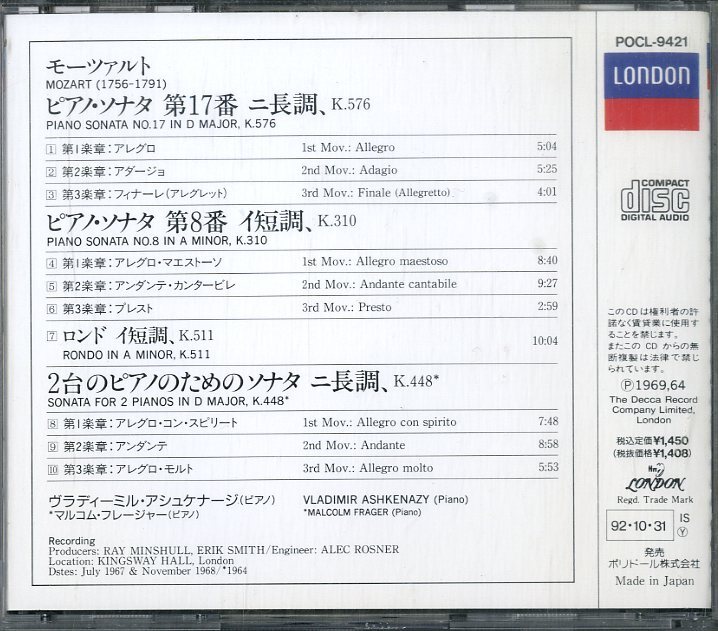 モーツァルト
MOZART (1756-1791)
ピアノ・ソナタ 第17番 ニ長調、K.576
PIANO SONATA NO.17 IN D MAJOR, K.576
1 第1楽章：アレグロ 1st Mov.: Allegro 5:04
2 第2楽章：アダージョ 2nd Mov.: Adagio 5:25
3 第3楽章：フィナーレ（アレグレット） 3rd Mov.: Finale (Allegretto) 4:01
ピアノ・ソナタ 第8番 イ短調、K.310
PIANO SONATA NO.8 IN A MINOR, K.310
4 第1楽章：アレグロ・マエストーソ 1st Mov.: Allegro maestoso 8:40
5 第2楽章：アンダンテ・カンタービレ 2nd Mov.: Andante cantabile 9:27
6 第3楽章：プレスト 3rd Mov.: Presto 2:59
7 ロンド イ短調、K.511 10:04
RONDO IN A MINOR, K.511
2台のピアノのためのソナタ ニ長調、K.448*
SONATA FOR 2 PIANOS IN D MAJOR, K.448*
8 第1楽章：アレグロ・コン・スピリート 1st Mov.: Allegro con spirito 7:48
9 第2楽章：アンダンテ 2nd Mov.: Andante 8:58
10 第3楽章：アレグロ・モルト 3rd Mov.: Allegro molto 5:53
ヴラディーミル・アシュケナージ（ピアノ） VLADIMIR ASHKENAZY (Piano)
*マルコム・フレージャー（ピアノ） *MALCOLM FRAGER (Piano)
Recording
Producers: RAY MINSHULL, ERIK SMITH/Engineer: ALEC ROSNER
Location: KINGSWAY HALL, London
Dstes: July 1967 & November 1968/*1964
POCL-9421
LONDON
COMPACT
disc
DIGITAL AUDIO
このCDは権利者の許
諾なく賃貸業に使用す
ることを禁じます。
またこの CD からの無
断複製は法律で禁じ
られています。
Ⓟ1969,64
The Decca Record
Company Limited,
London
税込定価¥1,450
(税抜価格¥1,408)
LONDON
Regd. Trade Mark
92・10・31 IS Ⓨ
発売
ポリドール株式会社
Made in Japan